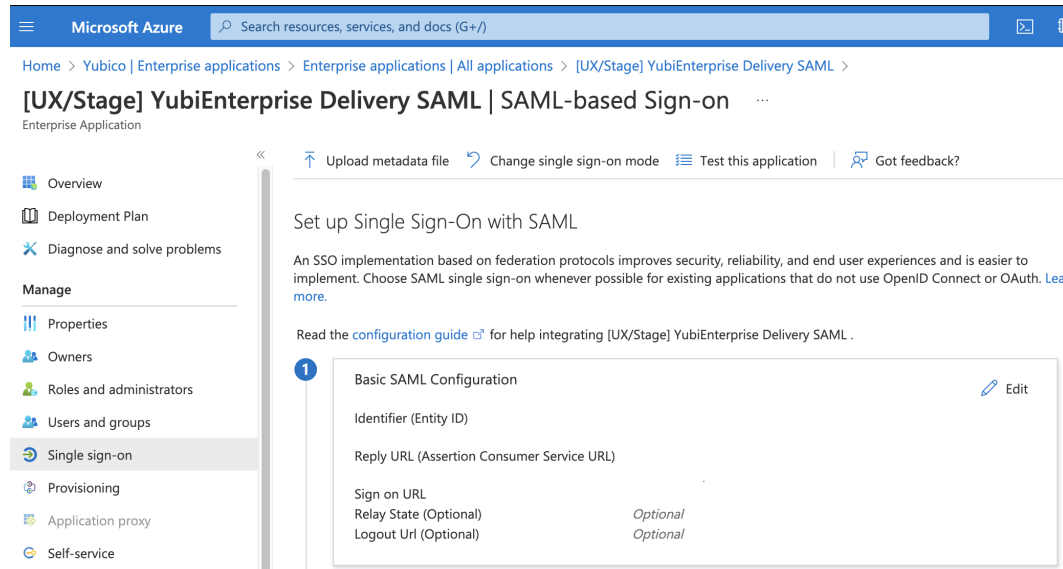 Microsoft Azure
Search resources, services, and docs (G+/)
Home > Yubico | Enterprise applications > Enterprise applications | All applications > [UX/Stage] YubiEnterprise Delivery SAML >
[UX/Stage] YubiEnterprise Delivery SAML | SAML-based Sign-on ...
Enterprise Application
Upload metadata file Change single sign-on mode Test this application Got feedback?
Overview
Deployment Plan
Diagnose and solve problems
Manage
Properties
Owners
Roles and administrators
Users and groups
Single sign-on
Provisioning
Application proxy
Self-service
Set up Single Sign-On with SAML
An SSO implementation based on federation protocols improves security, reliability, and end user experiences and is easier to
implement. Choose SAML single sign-on whenever possible for existing applications that do not use OpenID Connect or OAuth. Lea
more.
Read the configuration guide for help integrating [UX/Stage] YubiEnterprise Delivery SAML .
1
Basic SAML Configuration
Edit
Identifier (Entity ID)
Reply URL (Assertion Consumer Service URL)
Sign on URL
Relay State (Optional) Optional
Logout Url (Optional) Optional